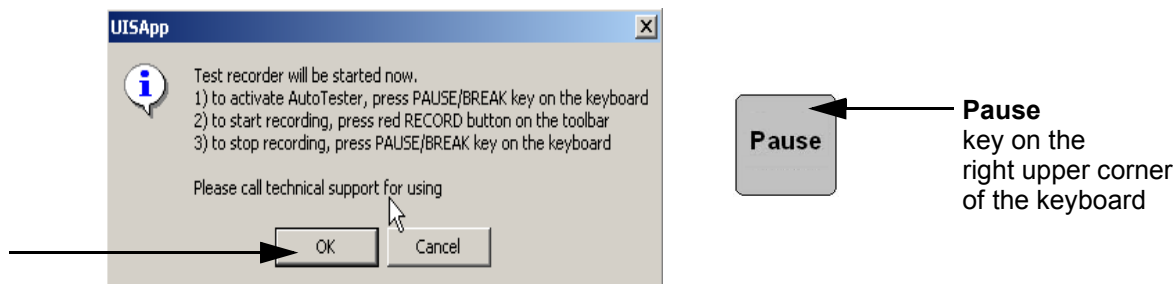 UISApp
Test recorder will be started now.
1) to activate AutoTester, press PAUSE/BREAK key on the keyboard
2) to start recording, press red RECORD button on the toolbar
3) to stop recording, press PAUSE/BREAK key on the keyboard
Please call technical support for using
OK
Cancel
Pause
Pause
key on the
right upper corner
of the keyboard